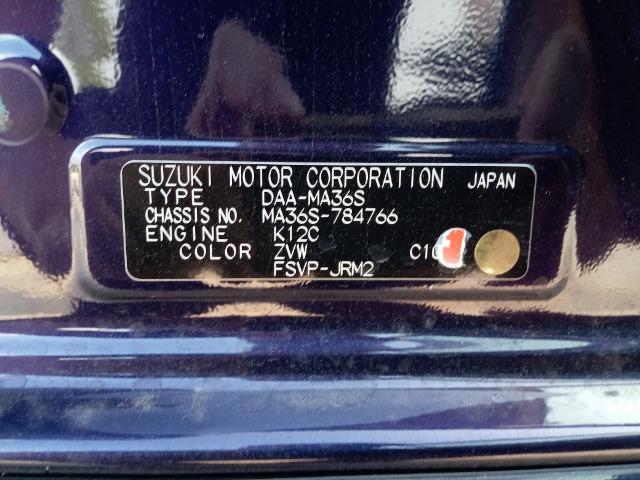 SUZUKI MOTOR CORPORATION JAPAN
TYPE DAA-MA36S
CHASSIS NO. MA36S-784766
ENGINE K12C
COLOR ZVW
FSVP-JRM2